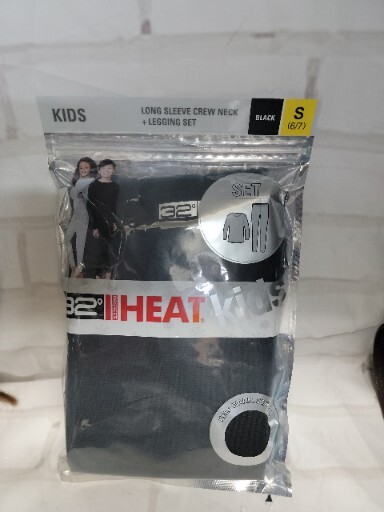 KIDS
LONG SLEEVE CREW NECK
+ LEGGING SET
BLACK
S
(6/7)
SET
32°
32° HEAT kids